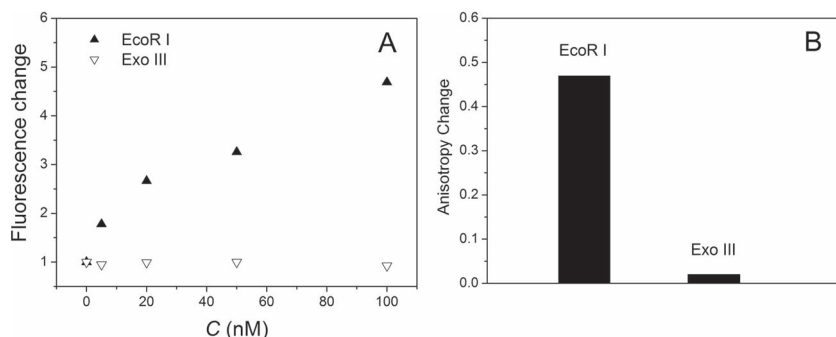 A
EcoR I
Exo III
Fluorescence change
6
5
4
3
2
1
0 20 40 60 80 100
C (nM)
B
EcoR I
Exo III
Anisotropy Change
0.6
0.5
0.4
0.3
0.2
0.1
0.0